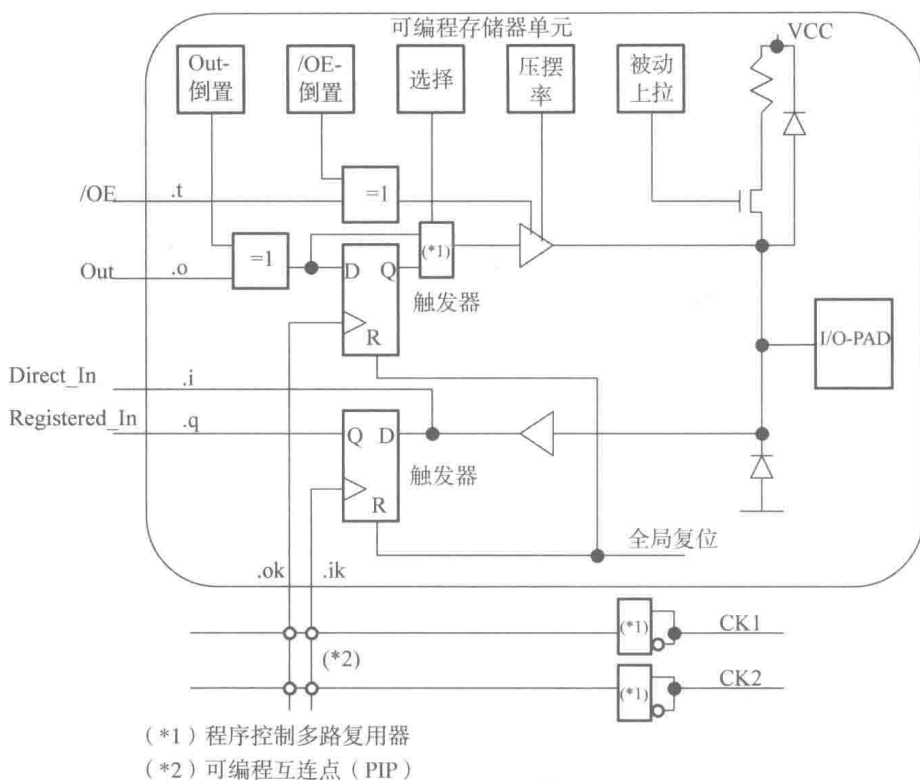 可编程存储器单元
VCC
Out-
倒置
/OE-
倒置
选择
压摆
率
被动
上拉
/OE
.t
=1
Out
.o
=1
D
Q
(*1)
触发器
R
I/O-PAD
Direct_In
.i
Registered_In
.q
Q
D
触发器
R
全局复位
.ok
.ik
(*1)
CK1
(*2)
(*1)
CK2
(*1)程序控制多路复用器
(*2)可编程互连点(PIP)